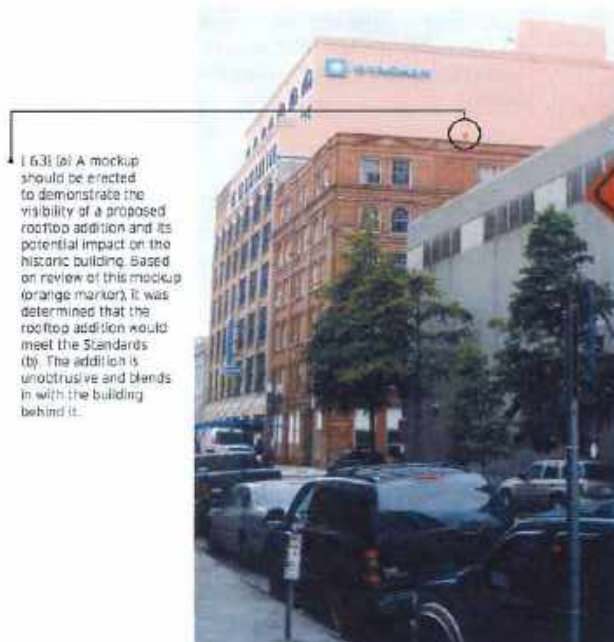 [63] (a) A mockup
should be erected
to demonstrate the
visibility of a proposed
rooftop addition and its
potential impact on the
historic building. Based
on review of this mockup
(orange marker), it was
determined that the
rooftop addition would
meet the Standards
(b). The addition is
unobtrusive and blends
in with the building
behind it.